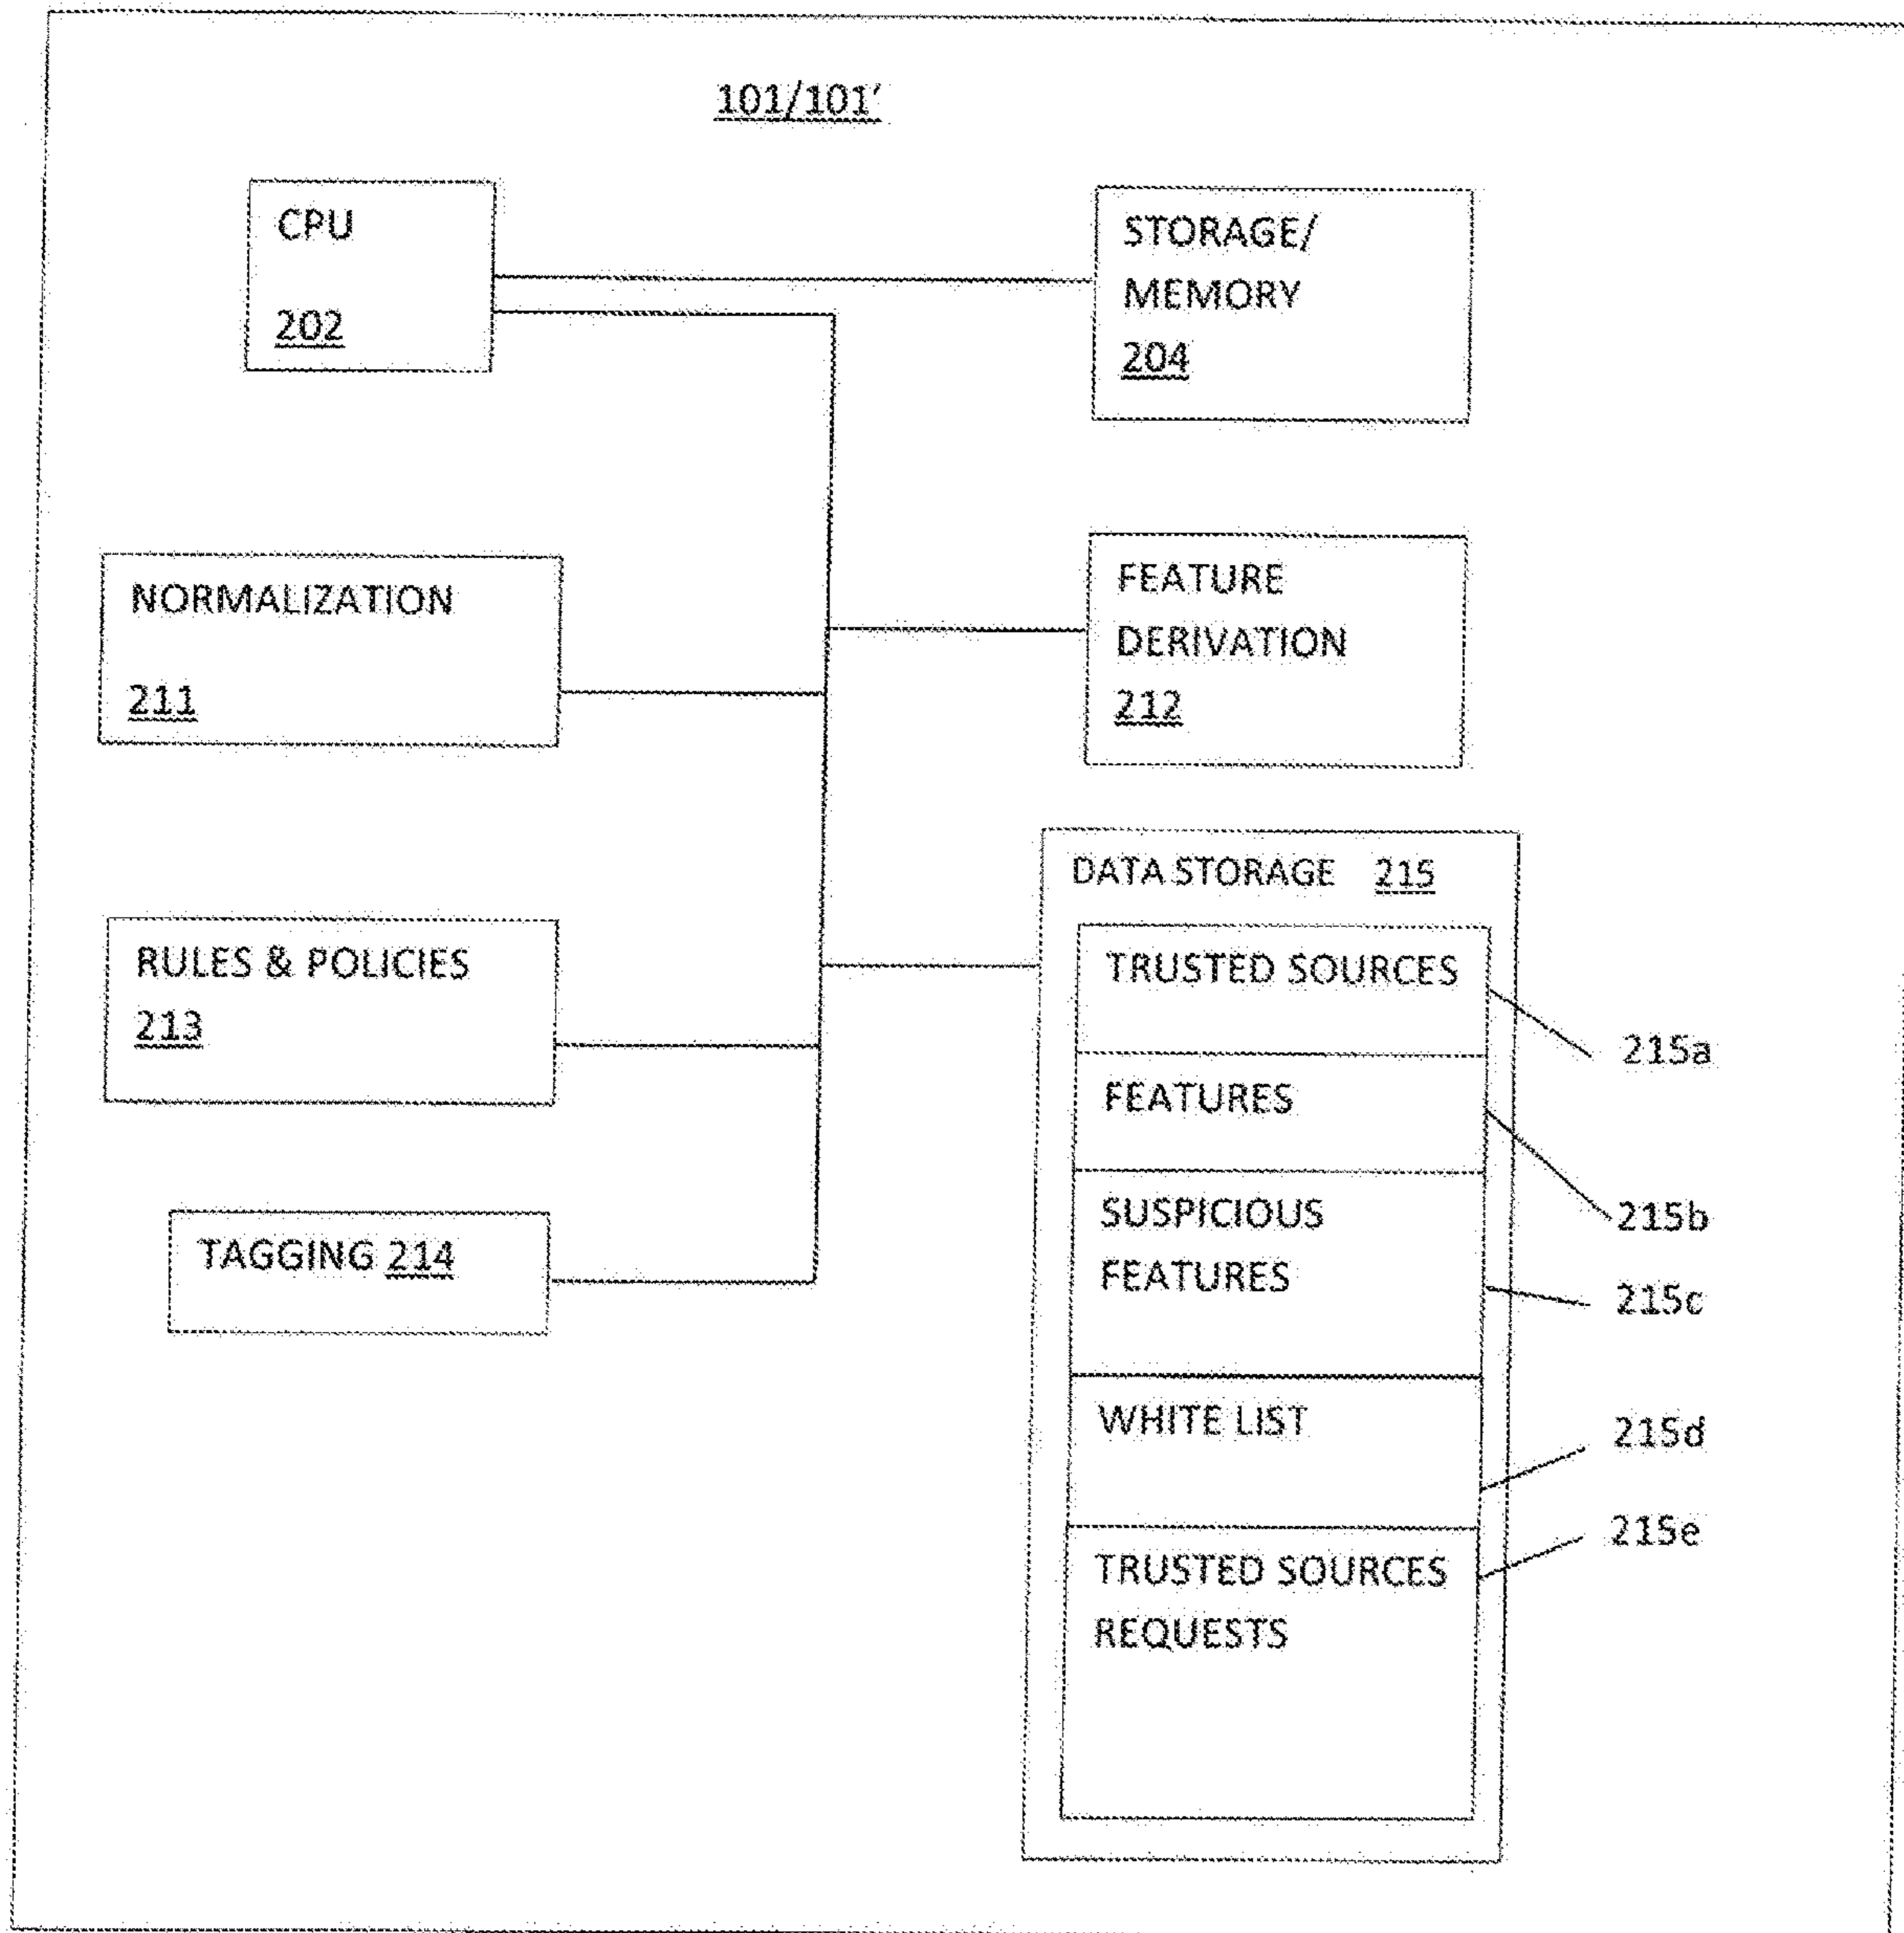 101/101′
CPU
202
STORAGE/
MEMORY
204
NORMALIZATION
211
FEATURE
DERIVATION
212
RULES & POLICIES
213
TAGGING 214
DATA STORAGE 215
TRUSTED SOURCES
FEATURES
SUSPICIOUS
FEATURES
WHITE LIST
TRUSTED SOURCES
REQUESTS
215a
215b
215c
215d
215e